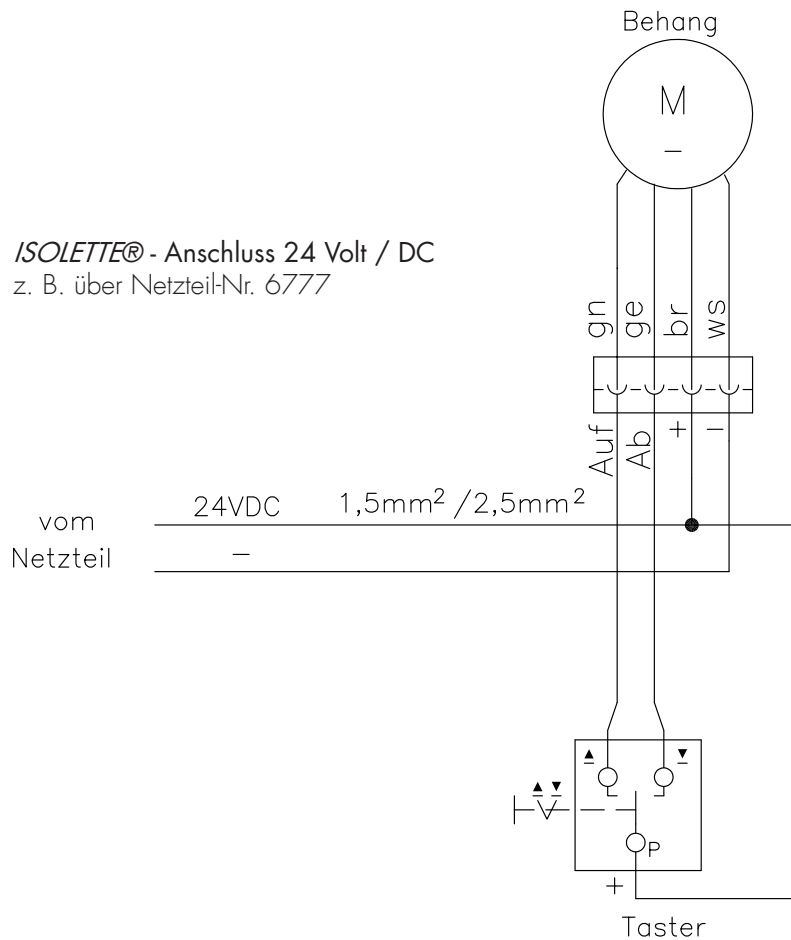 Behang
M
–
ISOLETTE® - Anschluss 24 Volt / DC
z. B. über Netzteil-Nr. 6777
gn ge br ws
Auf Ab + –
vom Netzteil
24VDC 1,5mm² /2,5mm²
–
P
+
Taster